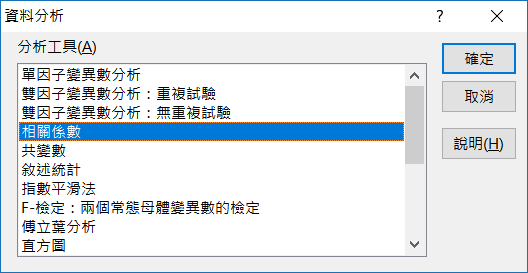 資料分析
?
分析工具(A)
單因子變異數分析
雙因子變異數分析：重複試驗
雙因子變異數分析：無重複試驗
相關係數
共變數
敘述統計
指數平滑法
F-檢定：兩個常態母體變異數的檢定
傅立葉分析
直方圖
確定
取消
說明(H)